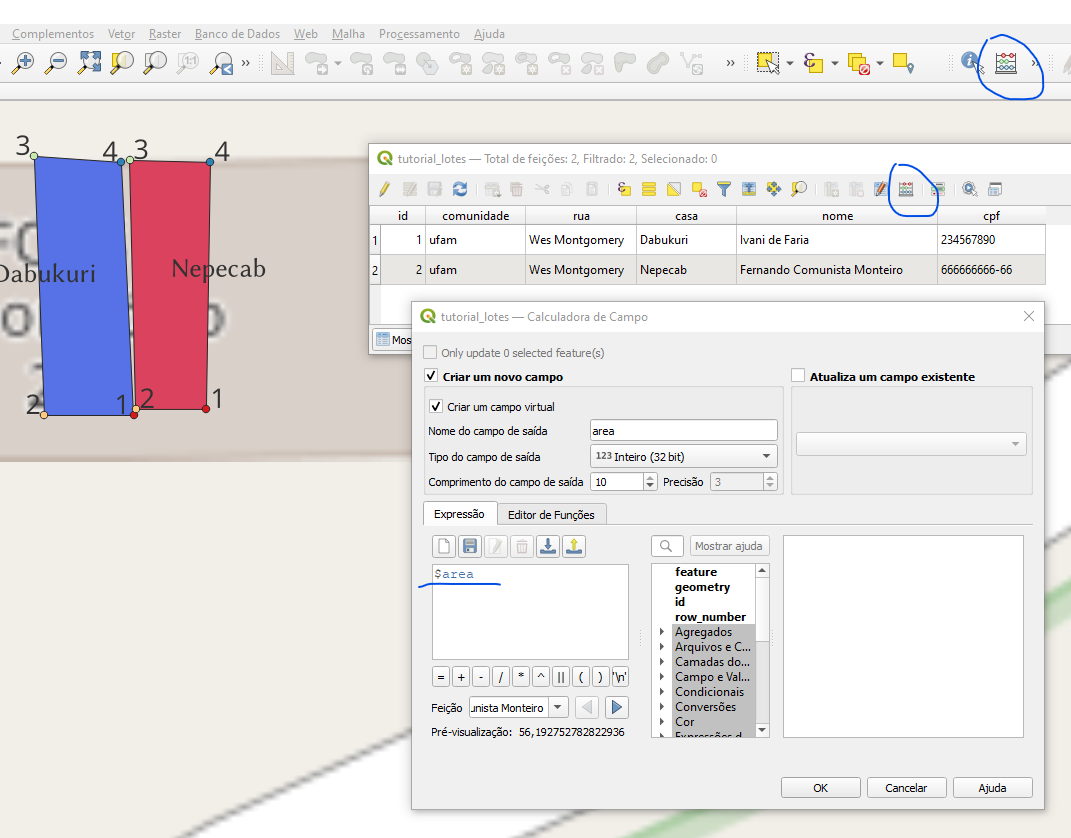 Complementos Vetor Raster Banco de Dados Web Malha Processamento Ajuda
1:1
tutorial_lotes — Total de feições: 2, Filtrado: 2, Selecionado: 0
id comunidade rua casa nome cpf
1 1 ufam Wes Montgomery Dabukuri Ivani de Faria 234567890
2 2 ufam Wes Montgomery Nepecab Fernando Comunista Monteiro 666666666-66
Mos
3 4 3 4
Dabukuri Nepecab
2 1 2 1
tutorial_lotes — Calculadora de Campo
Only update 0 selected feature(s)
Criar um novo campo
Atualiza um campo existente
Criar um campo virtual
Nome do campo de saída area
Tipo do campo de saída 123 Inteiro (32 bit)
Comprimento do campo de saída 10 Precisão 3
Expressão Editor de Funções
Mostrar ajuda
$area
feature
geometry
id
row_number
Agregados
Arquivos e C...
Camadas do...
Campo e Val...
Condicionais
Conversões
Cor
Expressões d
= + - / * ^ || ( ) '\n'
Feição unista Monteiro
Pré-visualização: 56,192752782822936
OK Cancelar Ajuda